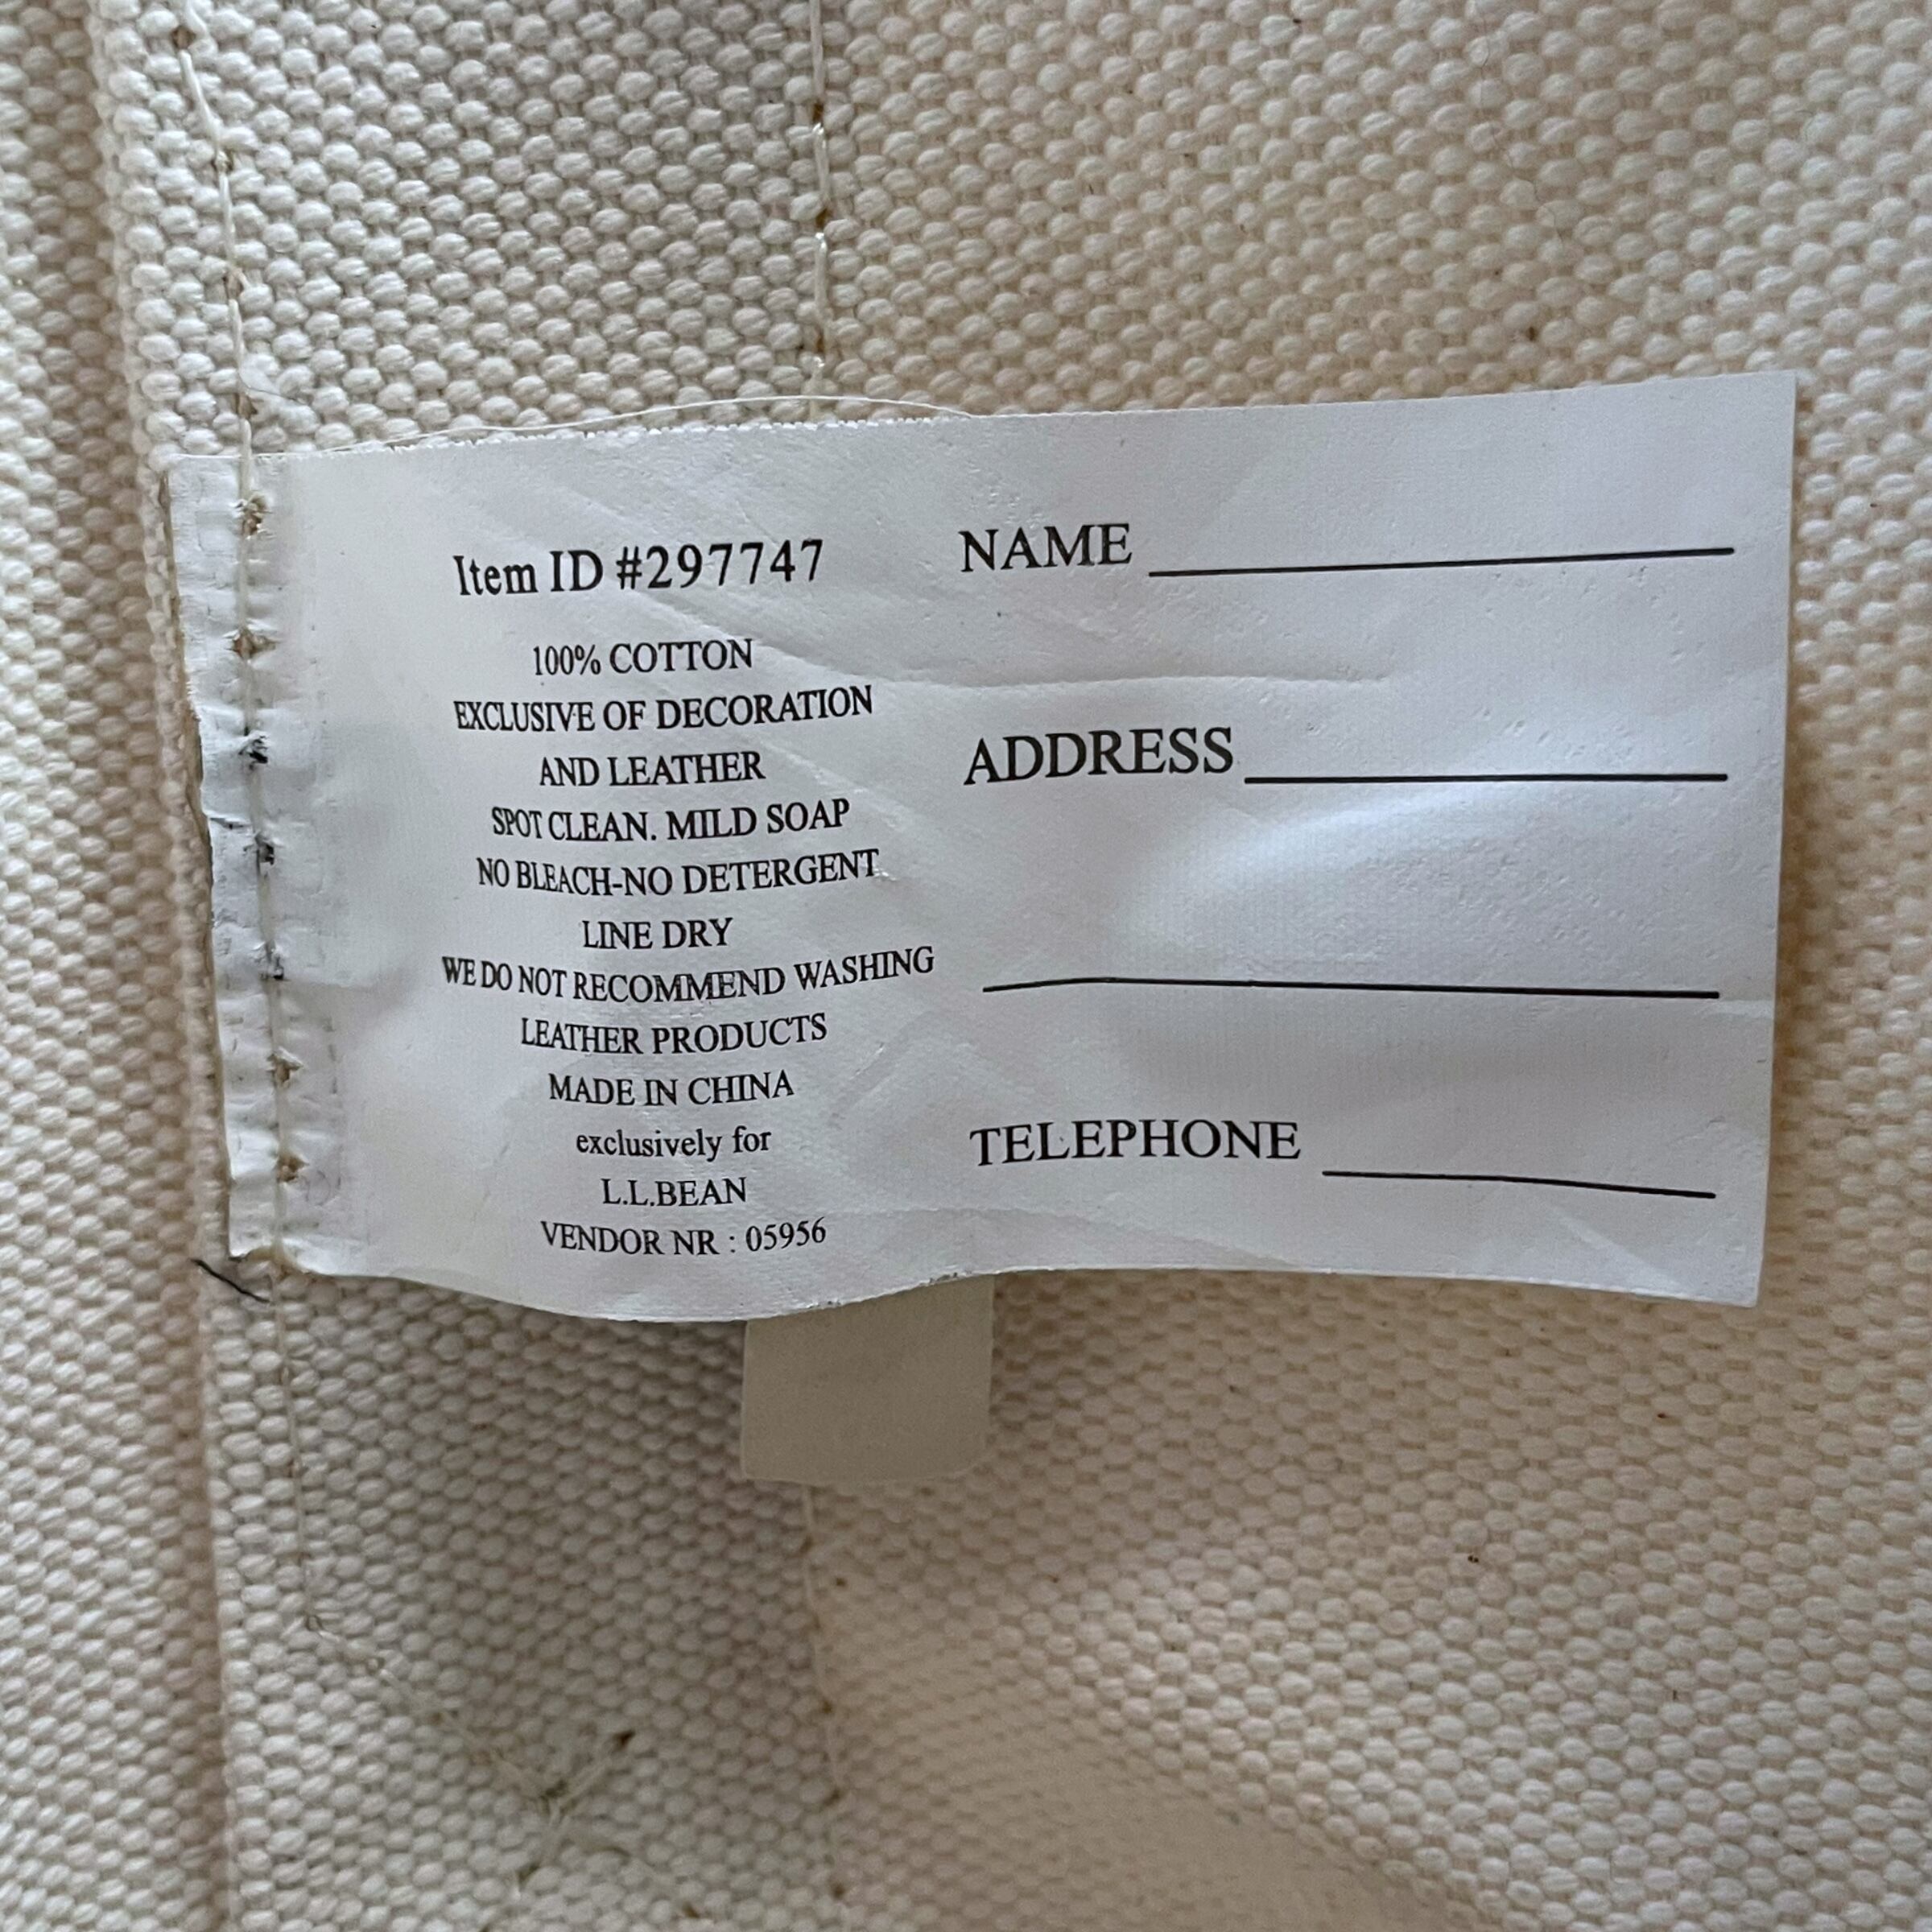 Item ID #297747
100% COTTON
EXCLUSIVE OF DECORATION
AND LEATHER
SPOT CLEAN. MILD SOAP
NO BLEACH-NO DETERGENT
LINE DRY
WE DO NOT RECOMMEND WASHING
LEATHER PRODUCTS
MADE IN CHINA
exclusively for
L.L.BEAN
VENDOR NR : 05956
NAME
ADDRESS
TELEPHONE